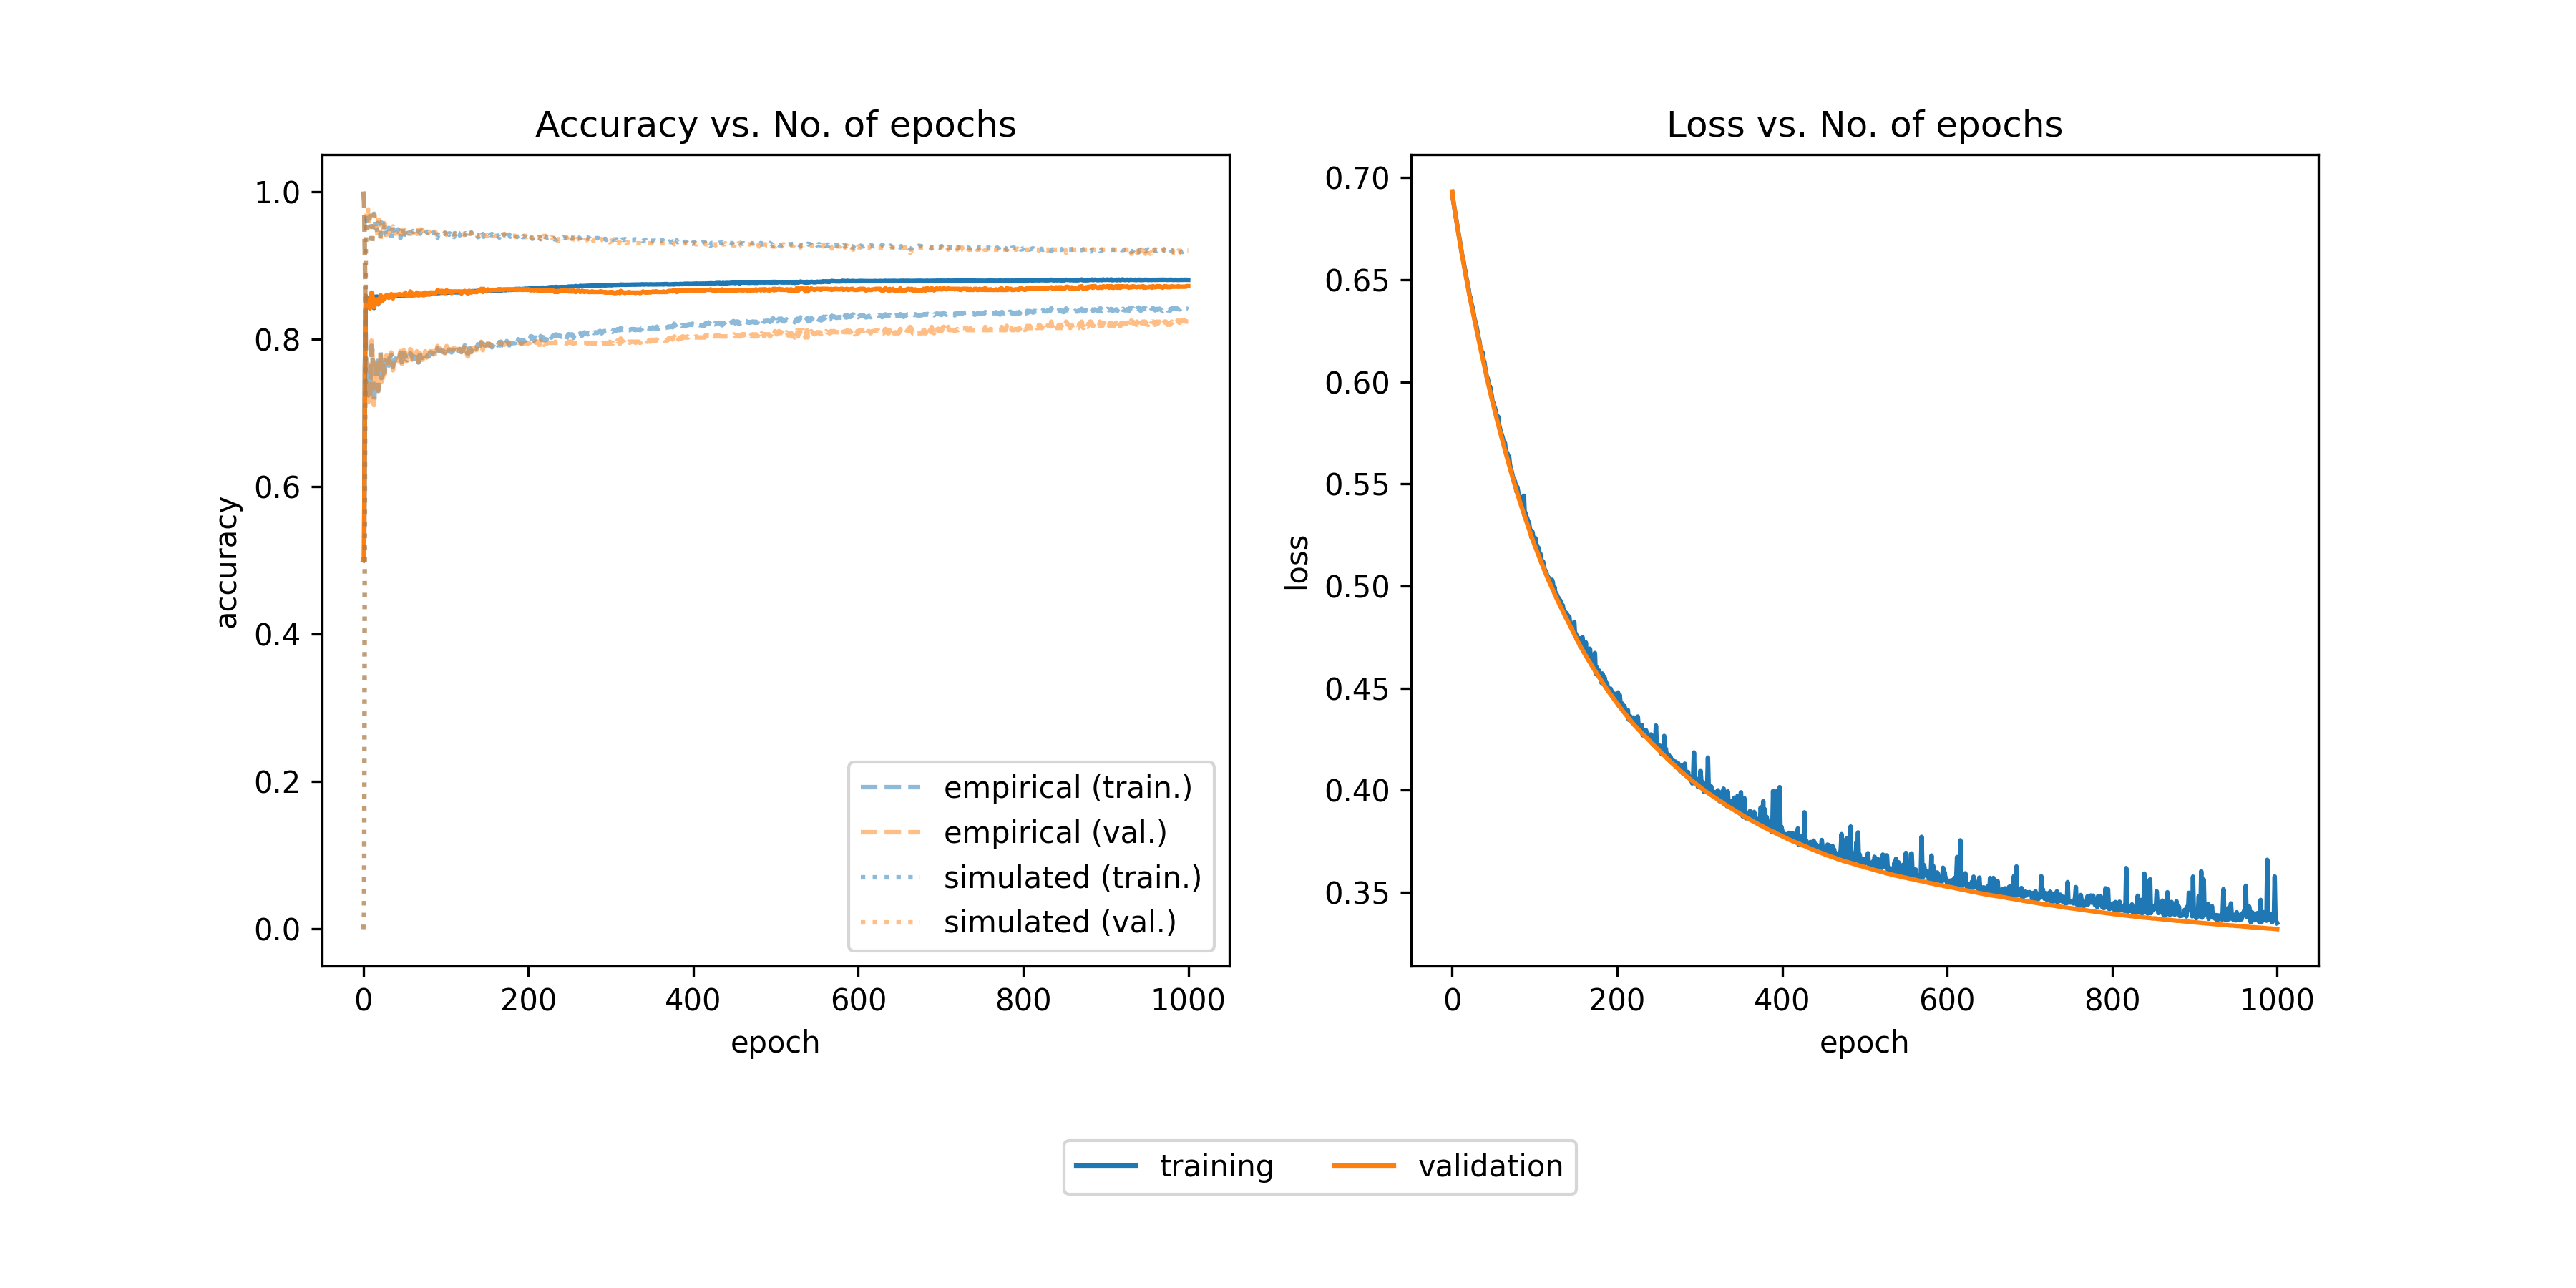 Accuracy vs. No. of epochs
1.0
0.8
0.6
0.4
0.2
0.0
accuracy
0 200 400 600 800 1000
epoch
empirical (train.)
empirical (val.)
simulated (train.)
simulated (val.)
Loss vs. No. of epochs
0.70
0.65
0.60
0.55
0.50
0.45
0.40
0.35
loss
0 200 400 600 800 1000
epoch
training validation